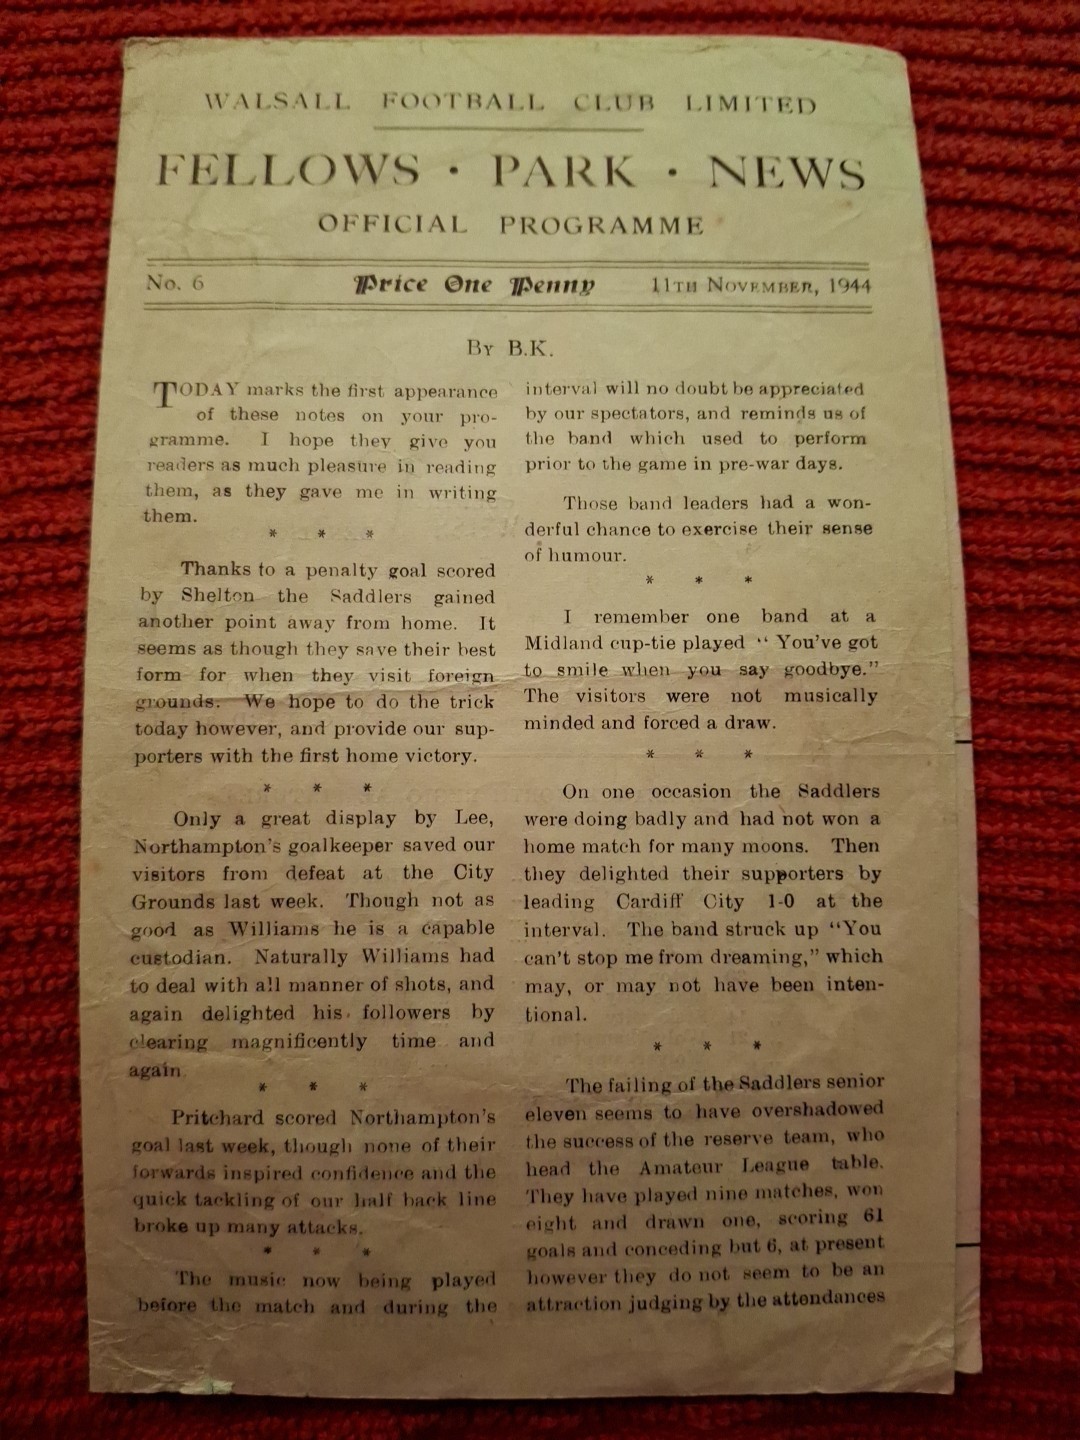 WALSALL FOOTBALL CLUB LIMITED
FELLOWS · PARK · NEWS
OFFICIAL PROGRAMME
No. 6 Price One Penny 11TH NOVEMBER, 1944
BY B.K.
TODAY marks the first appearance
of these notes on your pro-
gramme. I hope they give you
readers as much pleasure in reading
them, as they gave me in writing
them.
* * *
Thanks to a penalty goal scored
by Shelton the Saddlers gained
another point away from home. It
seems as though they save their best
form for when they visit foreign
grounds. We hope to do the trick
today however, and provide our sup-
porters with the first home victory.
* * *
Only a great display by Lee,
Northampton's goalkeeper saved our
visitors from defeat at the City
Grounds last week. Though not as
good as Williams he is a capable
custodian. Naturally Williams had
to deal with all manner of shots, and
again delighted his followers by
clearing magnificently time and
again
* * *
Pritchard scored Northampton's
goal last week, though none of their
forwards inspired confidence and the
quick tackling of our half back line
broke up many attacks.
* * *
The music now being played
before the match and during the
interval will no doubt be appreciated
by our spectators, and reminds us of
the band which used to perform
prior to the game in pre-war days.
Those band leaders had a won-
derful chance to exercise their sense
of humour.
* * *
I remember one band at a
Midland cup-tie played "You've got
to smile when you say goodbye."
The visitors were not musically
minded and forced a draw.
* * *
On one occasion the Saddlers
were doing badly and had not won a
home match for many moons. Then
they delighted their supporters by
leading Cardiff City 1-0 at the
interval. The band struck up "You
can't stop me from dreaming," which
may, or may not have been inten-
tional.
* * *
The failing of the Saddlers senior
eleven seems to have overshadowed
the success of the reserve team, who
head the Amateur League table.
They have played nine matches, won
eight and drawn one, scoring 61
goals and conceding but 6, at present
however they do not seem to be an
attraction judging by the attendances